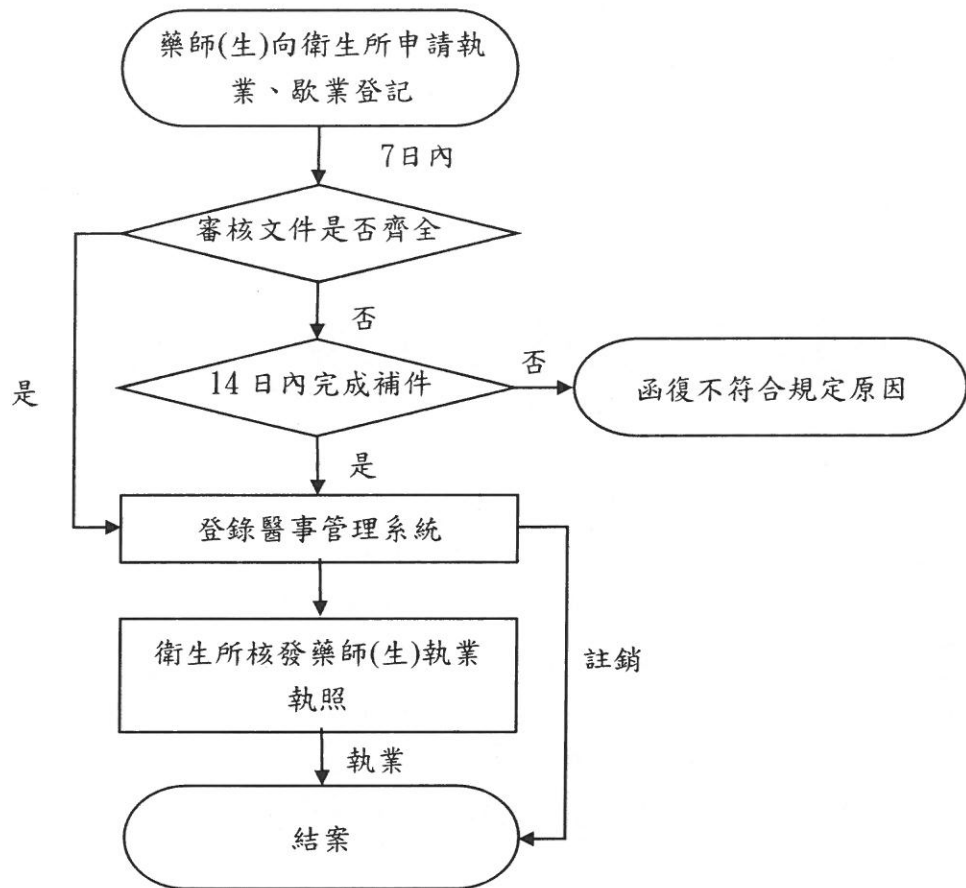 藥師(生)向衛生所申請執
業、歇業登記
7日內
審核文件是否齊全
否
14 日內完成補件
否
函復不符合規定原因
是
是
登錄醫事管理系統
衛生所核發藥師(生)執業
執照
註銷
執業
結案